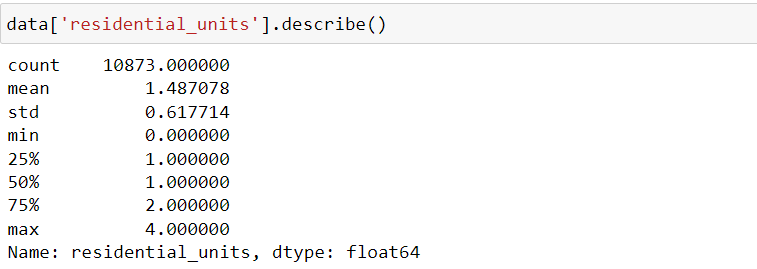 data['residential_units'].describe()
count    10873.000000
mean         1.487078
std          0.617714
min          0.000000
25%          1.000000
50%          1.000000
75%          2.000000
max          4.000000
Name: residential_units, dtype: float64